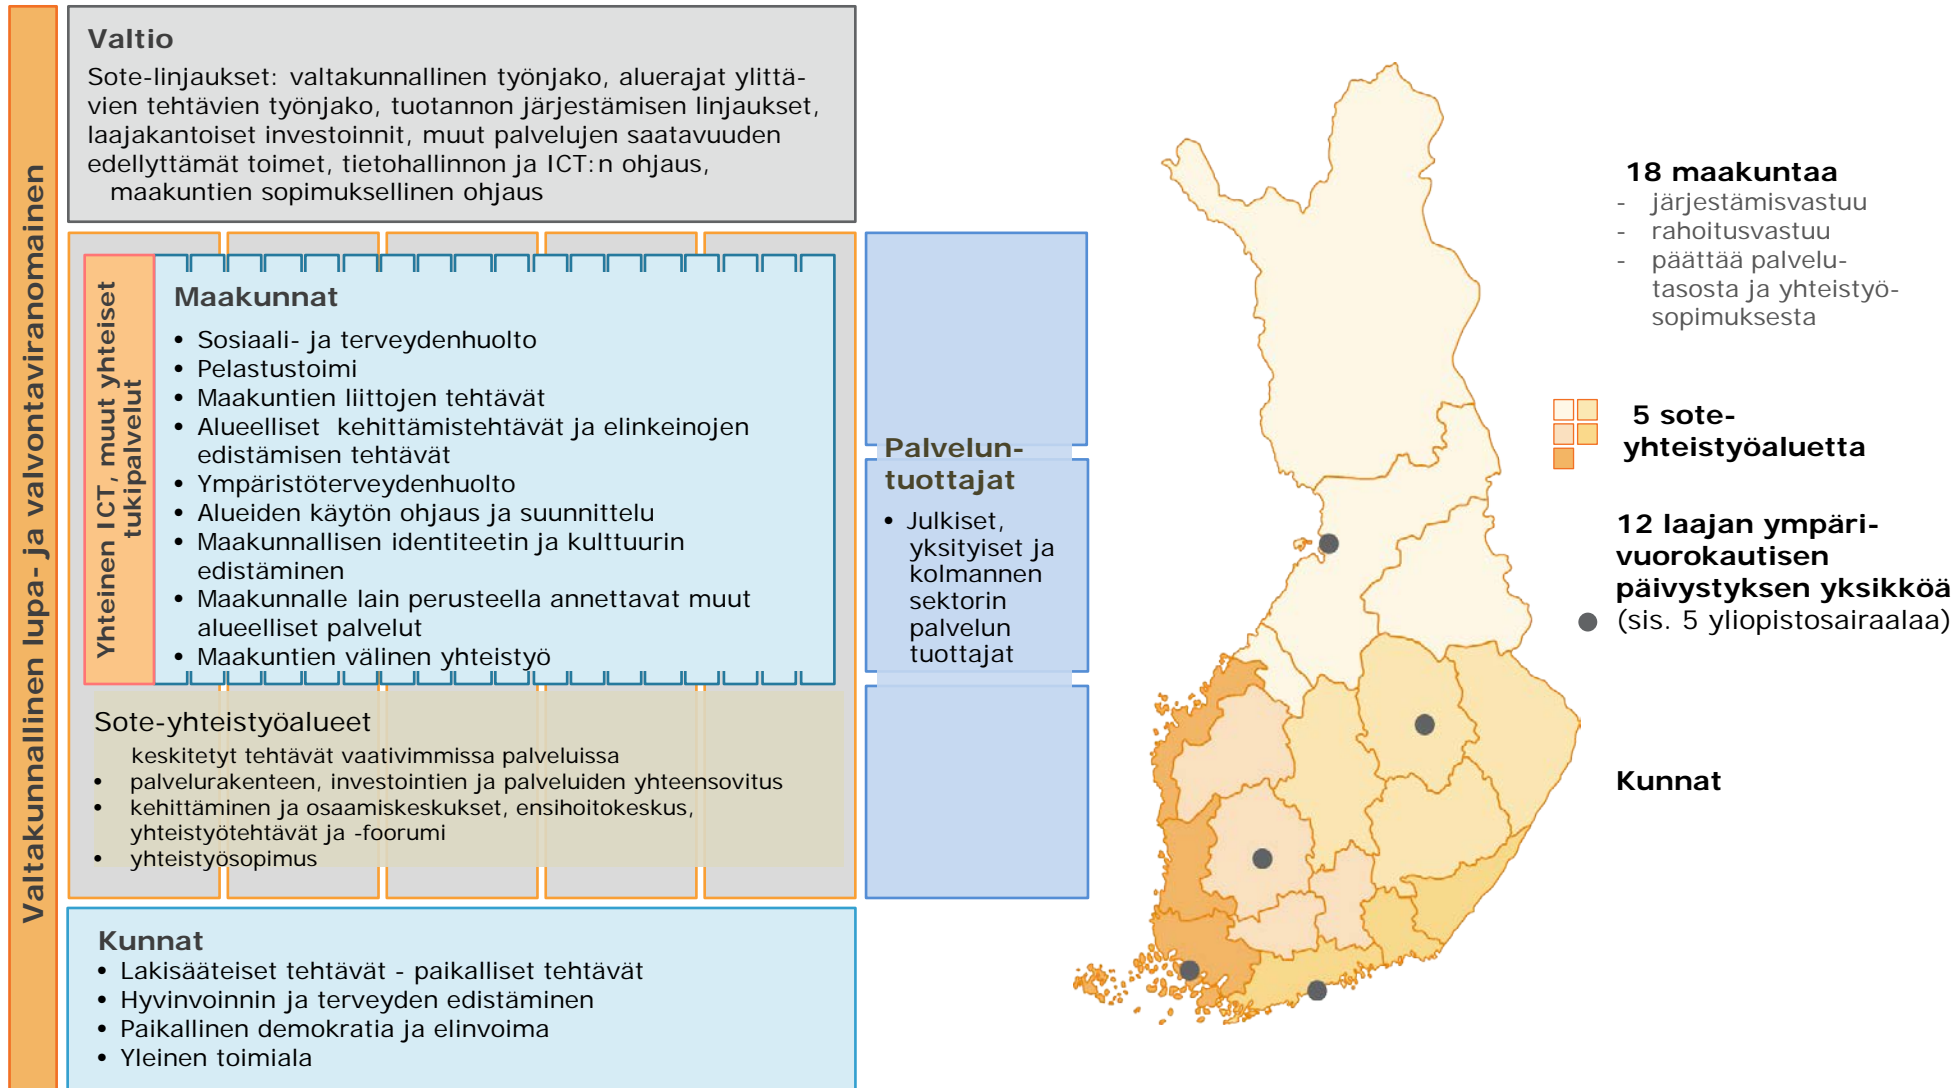 Valtakunnallinen lupa- ja valvontaviranomainen
Valtio
Sote-linjaukset: valtakunnallinen työnjako, aluerajat ylittä-
vien tehtävien työnjako, tuotannon järjestämisen linjaukset,
laajakantoiset investoinnit, muut palvelujen saatavuuden
edellyttämät toimet, tietohallinnon ja ICT:n ohjaus,
maakuntien sopimuksellinen ohjaus
Yhteinen ICT, muut yhteiset
tukipalvelut
Maakunnat
• Sosiaali- ja terveydenhuolto
• Pelastustoimi
• Maakuntien liittojen tehtävät
• Alueelliset kehittämistehtävät ja elinkeinojen
edistämisen tehtävät
• Ympäristöterveydenhuolto
• Alueiden käytön ohjaus ja suunnittelu
• Maakunnallisen identiteetin ja kulttuurin
edistäminen
• Maakunnalle lain perusteella annettavat muut
alueelliset palvelut
• Maakuntien välinen yhteistyö
Sote-yhteistyöalueet
keskitetyt tehtävät vaativimmissa palveluissa
• palvelurakenteen, investointien ja palveluiden yhteensovitus
• kehittäminen ja osaamiskeskukset, ensihoitokeskus,
yhteistyötehtävät ja -foorumi
• yhteistyösopimus
Palvelun-
tuottajat
• Julkiset,
yksityiset ja
kolmannen
sektorin
palvelun
tuottajat
Kunnat
• Lakisääteiset tehtävät - paikalliset tehtävät
• Hyvinvoinnin ja terveyden edistäminen
• Paikallinen demokratia ja elinvoima
• Yleinen toimiala
18 maakuntaa
- järjestämisvastuu
- rahoitusvastuu
- päättää palvelu-
tasosta ja yhteistyö-
sopimuksesta
5 sote-
yhteistyöaluetta
12 laajan ympäri-
vuorokautisen
päivystyksen yksikköä
(sis. 5 yliopistosairaalaa)
Kunnat